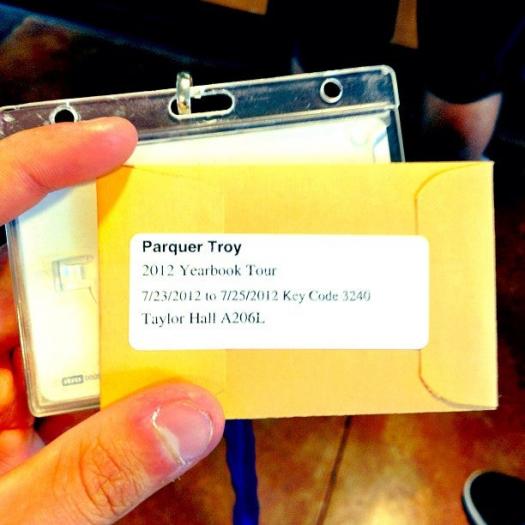 Parquer Troy
2012 Yearbook Tour
7/23/2012 to 7/25/2012 Key Code 3240
Taylor Hall A206L